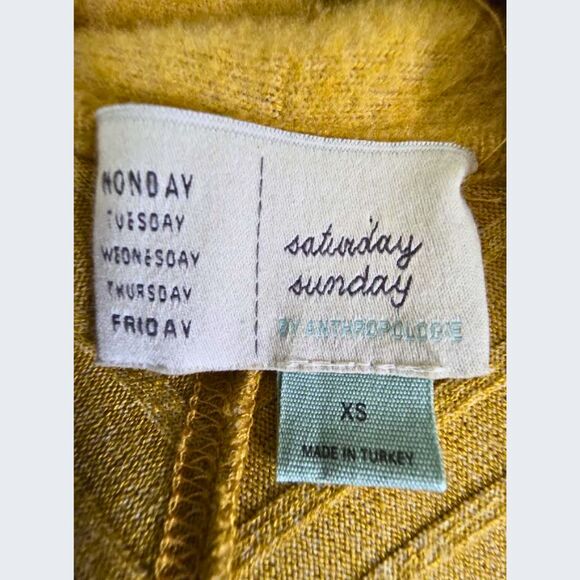 MONDAY
TUESDAY
WEDNESDAY
THURSDAY
FRIDAY
saturday
sunday
BY ANTHROPOLOGIE
XS
MADE IN TURKEY